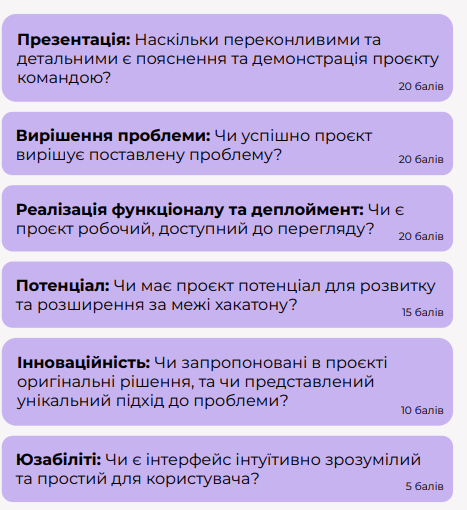 Презентація: Наскільки переконливими та
детальними є пояснення та демонстрація проєкту
командою?
20 балів
Вирішення проблеми: Чи успішно проєкт
вирішує поставлену проблему?
20 балів
Реалізація функціоналу та деплоймент: Чи є
проєкт робочий, доступний до перегляду?
20 балів
Потенціал: Чи має проєкт потенціал для розвитку
та розширення за межі хакатону?
15 балів
Інноваційність: Чи запропоновані в проєкті
оригінальні рішення, та чи представлений
унікальний підхід до проблеми?
10 балів
Юзабіліті: Чи є інтерфейс інтуїтивно зрозумілий
та простий для користувача?
5 балів